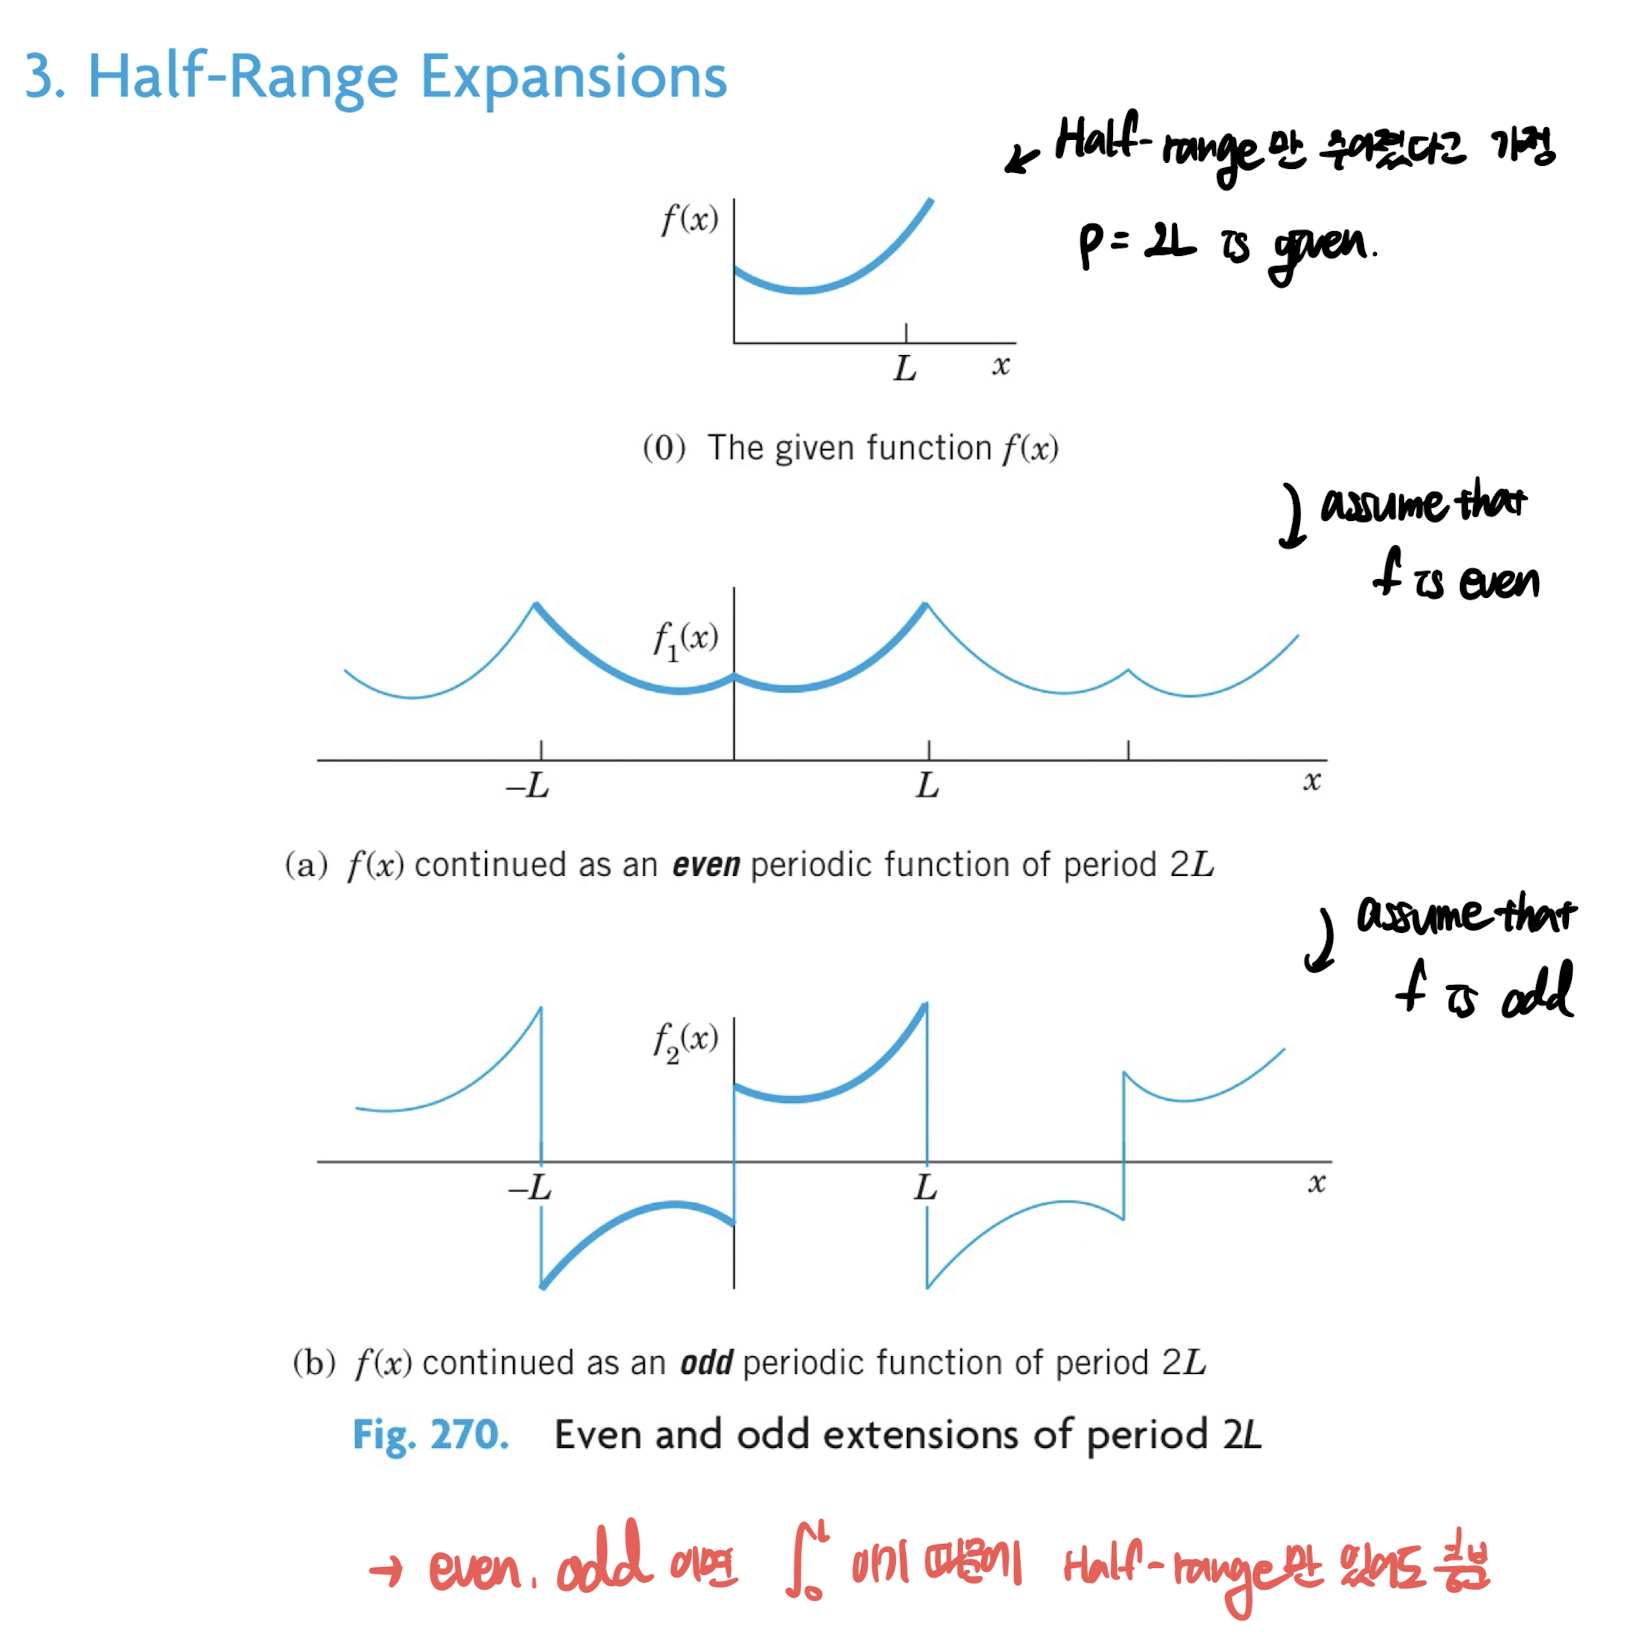 3. Half-Range Expansions
Half-range만 주어졌다고 가정
p = 2L is given.
f(x)
L
x
(0) The given function f(x)
assume that
f is even
f₁(x)
–L
L
x
(a) f(x) continued as an even periodic function of period 2L
assume that
f is odd
f₂(x)
–L
L
x
(b) f(x) continued as an odd periodic function of period 2L
Fig. 270. Even and odd extensions of period 2L
→ even, odd 이면 ∫₀ᴸ 이기 때문에 Half-range만 있어도 충분